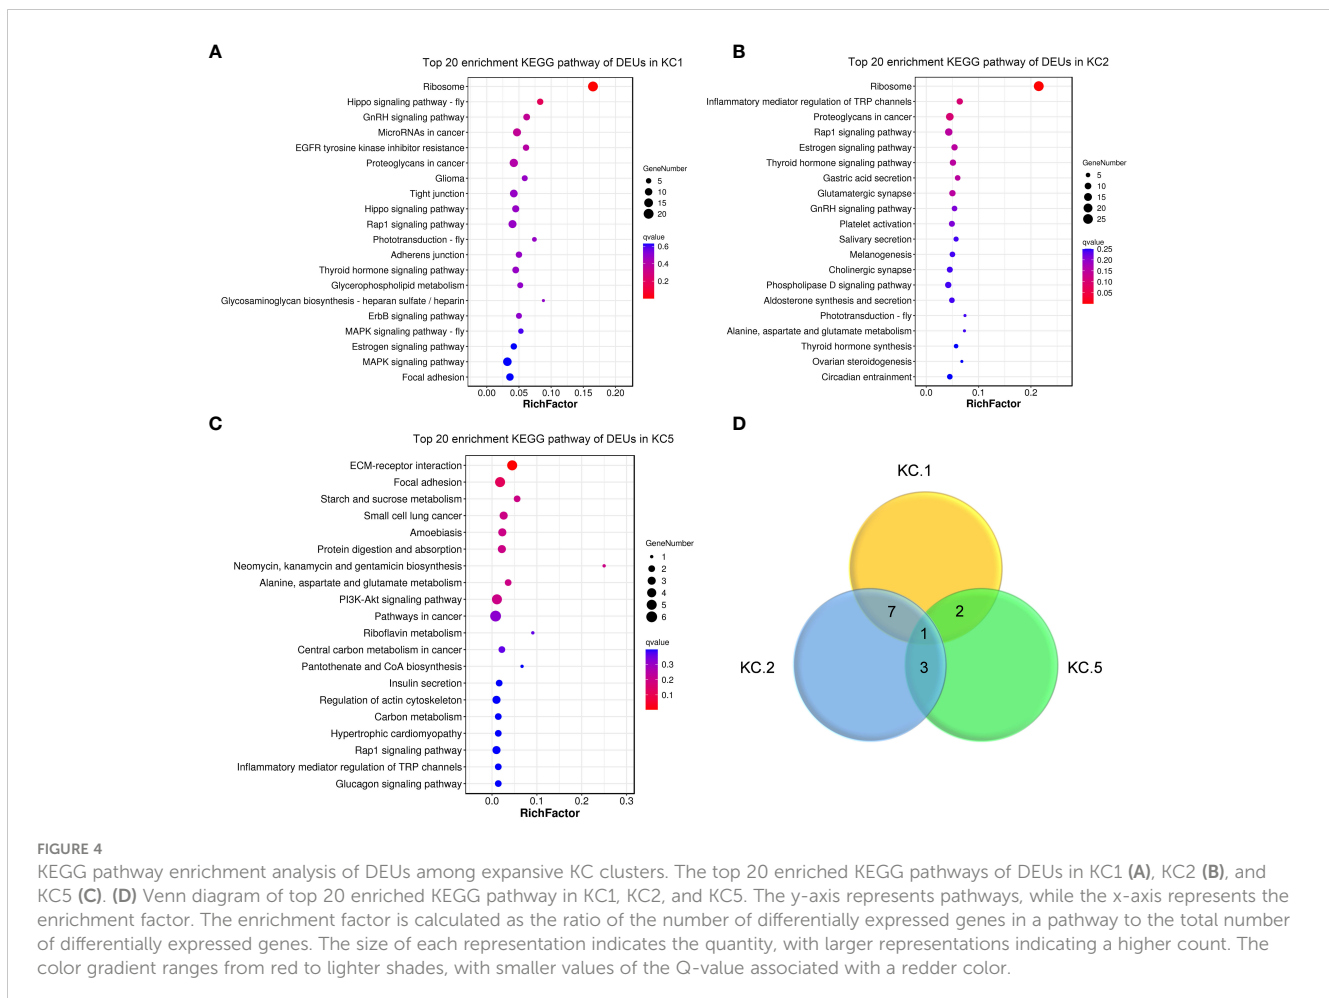 A
Top 20 enrichment KEGG pathway of DEUs in KC1
Ribosome
Hippo signaling pathway - fly
GnRH signaling pathway
MicroRNAs in cancer
EGFR tyrosine kinase inhibitor resistance
Proteoglycans in cancer
Glioma
Tight junction
Hippo signaling pathway
Rap1 signaling pathway
Phototransduction - fly
Adherens junction
Thyroid hormone signaling pathway
Glycerophospholipid metabolism
Glycosaminoglycan biosynthesis - heparan sulfate / heparin
ErbB signaling pathway
MAPK signaling pathway - fly
Estrogen signaling pathway
MAPK signaling pathway
Focal adhesion
0.00 0.05 0.10 0.15 0.20
RichFactor
GeneNumber
5
10
15
20
qvalue
0.6
0.4
0.2
B
Top 20 enrichment KEGG pathway of DEUs in KC2
Ribosome
Inflammatory mediator regulation of TRP channels
Proteoglycans in cancer
Rap1 signaling pathway
Estrogen signaling pathway
Thyroid hormone signaling pathway
Gastric acid secretion
Glutamatergic synapse
GnRH signaling pathway
Platelet activation
Salivary secretion
Melanogenesis
Cholinergic synapse
Phospholipase D signaling pathway
Aldosterone synthesis and secretion
Phototransduction - fly
Alanine, aspartate and glutamate metabolism
Thyroid hormone synthesis
Ovarian steroidogenesis
Circadian entrainment
0.0 0.1 0.2
RichFactor
GeneNumber
5
10
15
20
25
qvalue
0.25
0.20
0.15
0.10
0.05
C
Top 20 enrichment KEGG pathway of DEUs in KC5
ECM-receptor interaction
Focal adhesion
Starch and sucrose metabolism
Small cell lung cancer
Amoebiasis
Protein digestion and absorption
Neomycin, kanamycin and gentamicin biosynthesis
Alanine, aspartate and glutamate metabolism
PI3K-Akt signaling pathway
Pathways in cancer
Riboflavin metabolism
Central carbon metabolism in cancer
Pantothenate and CoA biosynthesis
Insulin secretion
Regulation of actin cytoskeleton
Carbon metabolism
Hypertrophic cardiomyopathy
Rap1 signaling pathway
Inflammatory mediator regulation of TRP channels
Glucagon signaling pathway
0.0 0.1 0.2 0.3
RichFactor
GeneNumber
1
2
3
4
5
6
qvalue
0.3
0.2
0.1
D
KC.1
7
2
1
KC.2
3
KC.5
FIGURE 4
KEGG pathway enrichment analysis of DEUs among expansive KC clusters. The top 20 enriched KEGG pathways of DEUs in KC1 (A), KC2 (B), and
KC5 (C). (D) Venn diagram of top 20 enriched KEGG pathway in KC1, KC2, and KC5. The y-axis represents pathways, while the x-axis represents the
enrichment factor. The enrichment factor is calculated as the ratio of the number of differentially expressed genes in a pathway to the total number
of differentially expressed genes. The size of each representation indicates the quantity, with larger representations indicating a higher count. The
color gradient ranges from red to lighter shades, with smaller values of the Q-value associated with a redder color.